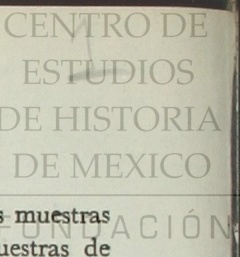 CENTRO DE
ESTUDIOS
DE HISTORIA
DE MEXICO
s muestras
FUNDACIÓN
uestras de